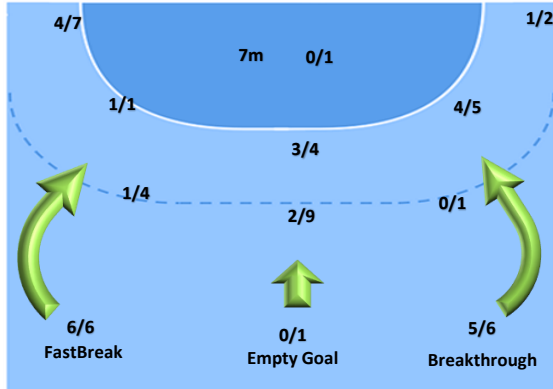 4/7
1/2
7m 0/1
1/1
4/5
3/4
1/4
0/1
2/9
6/6
0/1
5/6
FastBreak
Empty Goal
Breakthrough